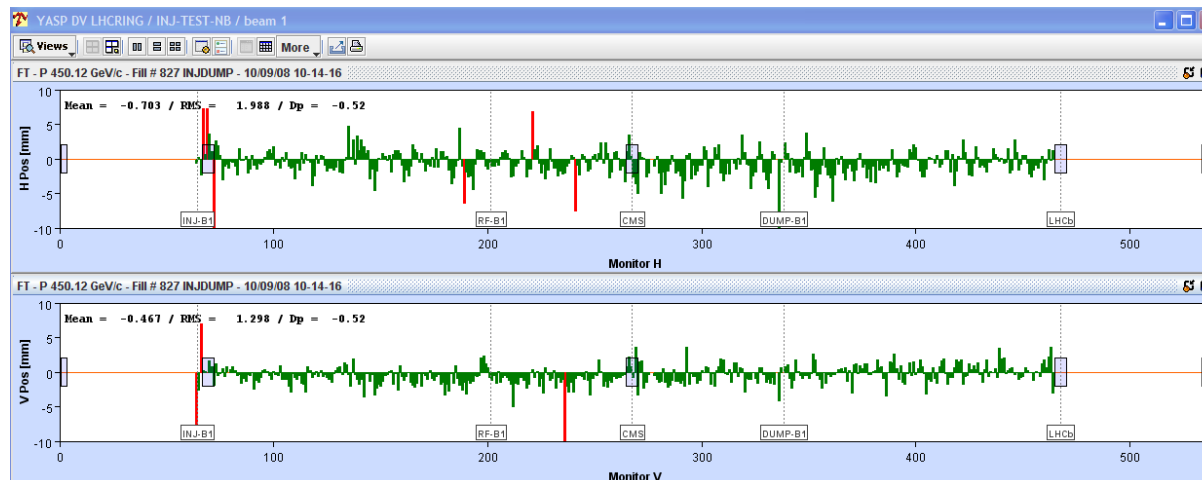 YASP DV LHCRING / INJ-TEST-NB / beam 1
Views More
FT - P 450.12 GeV/c - Fill # 827 INJDUMP - 10/09/08 10-14-16
10
Mean = -0.703 / RMS = 1.988 / Dp = -0.52
5
H Pos [mm]
0
-5
INJ-B1 RF-B1 CMS DUMP-B1 LHCb
-10
0 100 200 300 400 500
Monitor H
FT - P 450.12 GeV/c - Fill # 827 INJDUMP - 10/09/08 10-14-16
10
Mean = -0.467 / RMS = 1.298 / Dp = -0.52
5
V Pos [mm]
0
-5
INJ-B1 RF-B1 CMS DUMP-B1 LHCb
-10
0 100 200 300 400 500
Monitor V